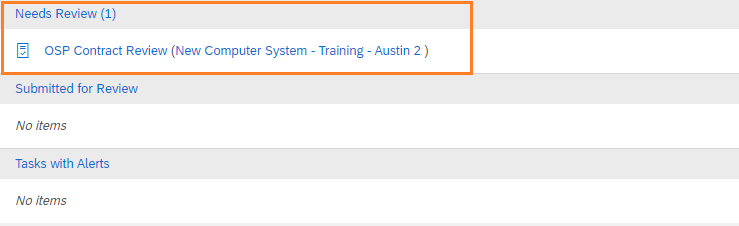 Needs Review (1)
OSP Contract Review (New Computer System - Training - Austin 2 )
Submitted for Review
No items
Tasks with Alerts
No items